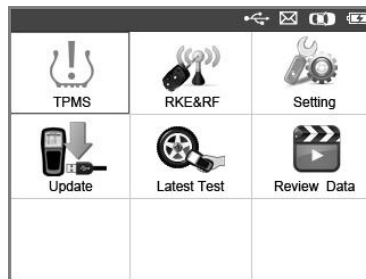 TPMS
RKE&RF
Setting
Update
Latest Test
Review Data